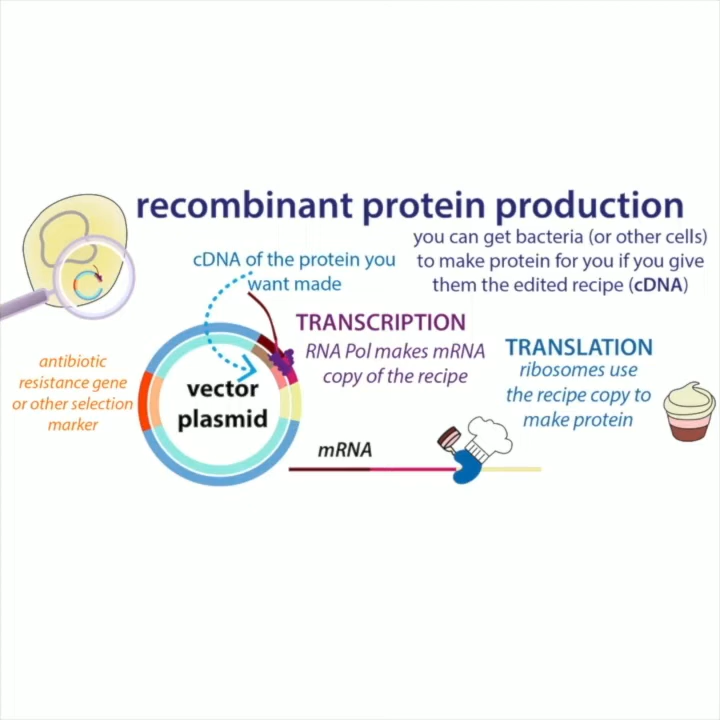 recombinant protein production
you can get bacteria (or other cells)
to make protein for you if you give
them the edited recipe (cDNA)
cDNA of the protein you
want made
TRANSCRIPTION
RNA Pol makes mRNA
copy of the recipe
TRANSLATION
ribosomes use
the recipe copy to
make protein
antibiotic
resistance gene
or other selection
marker
vector
plasmid
mRNA